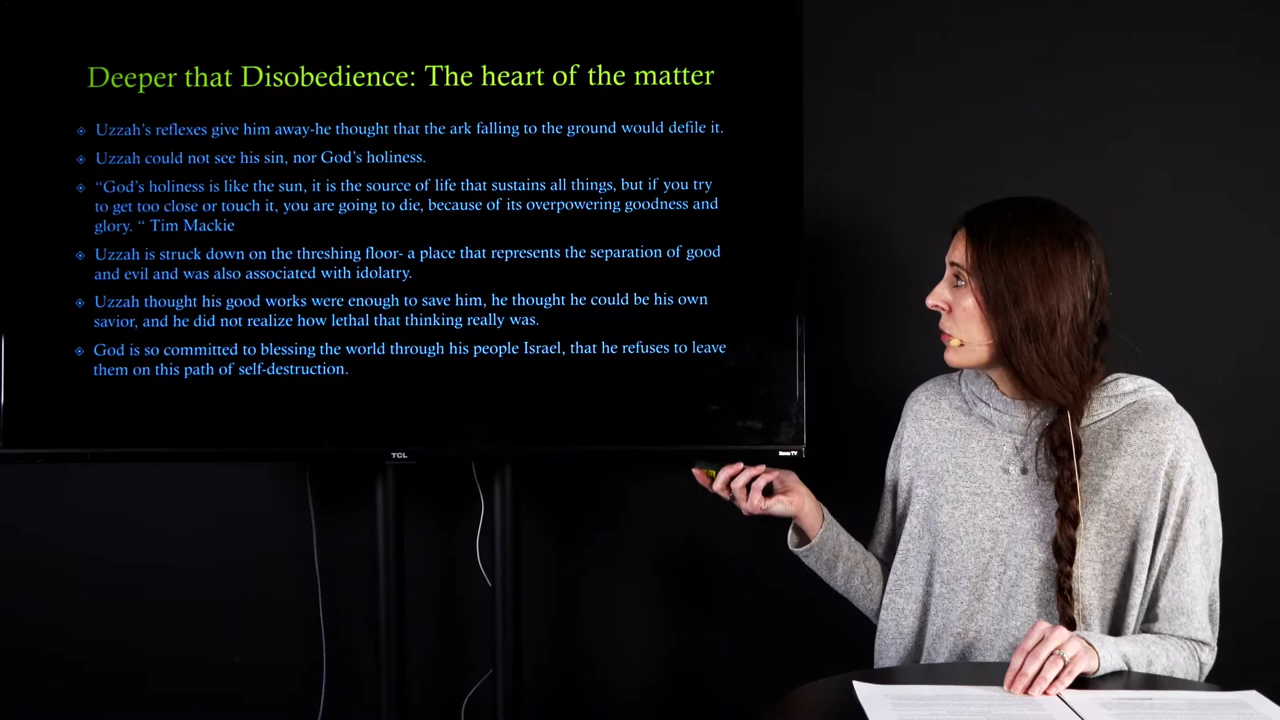 Deeper that Disobedience: The heart of the matter
Uzzah's reflexes give him away-he thought that the ark falling to the ground would defile it.
Uzzah could not see his sin, nor God's holiness.
"God's holiness is like the sun, it is the source of life that sustains all things, but if you try
to get too close or touch it, you are going to die, because of its overpowering goodness and
glory. " Tim Mackie
Uzzah is struck down on the threshing floor- a place that represents the separation of good
and evil and was also associated with idolatry.
Uzzah thought his good works were enough to save him, he thought he could be his own
savior, and he did not realize how lethal that thinking really was.
God is so committed to blessing the world through his people Israel, that he refuses to leave
them on this path of self-destruction.
TCL
Roku TV